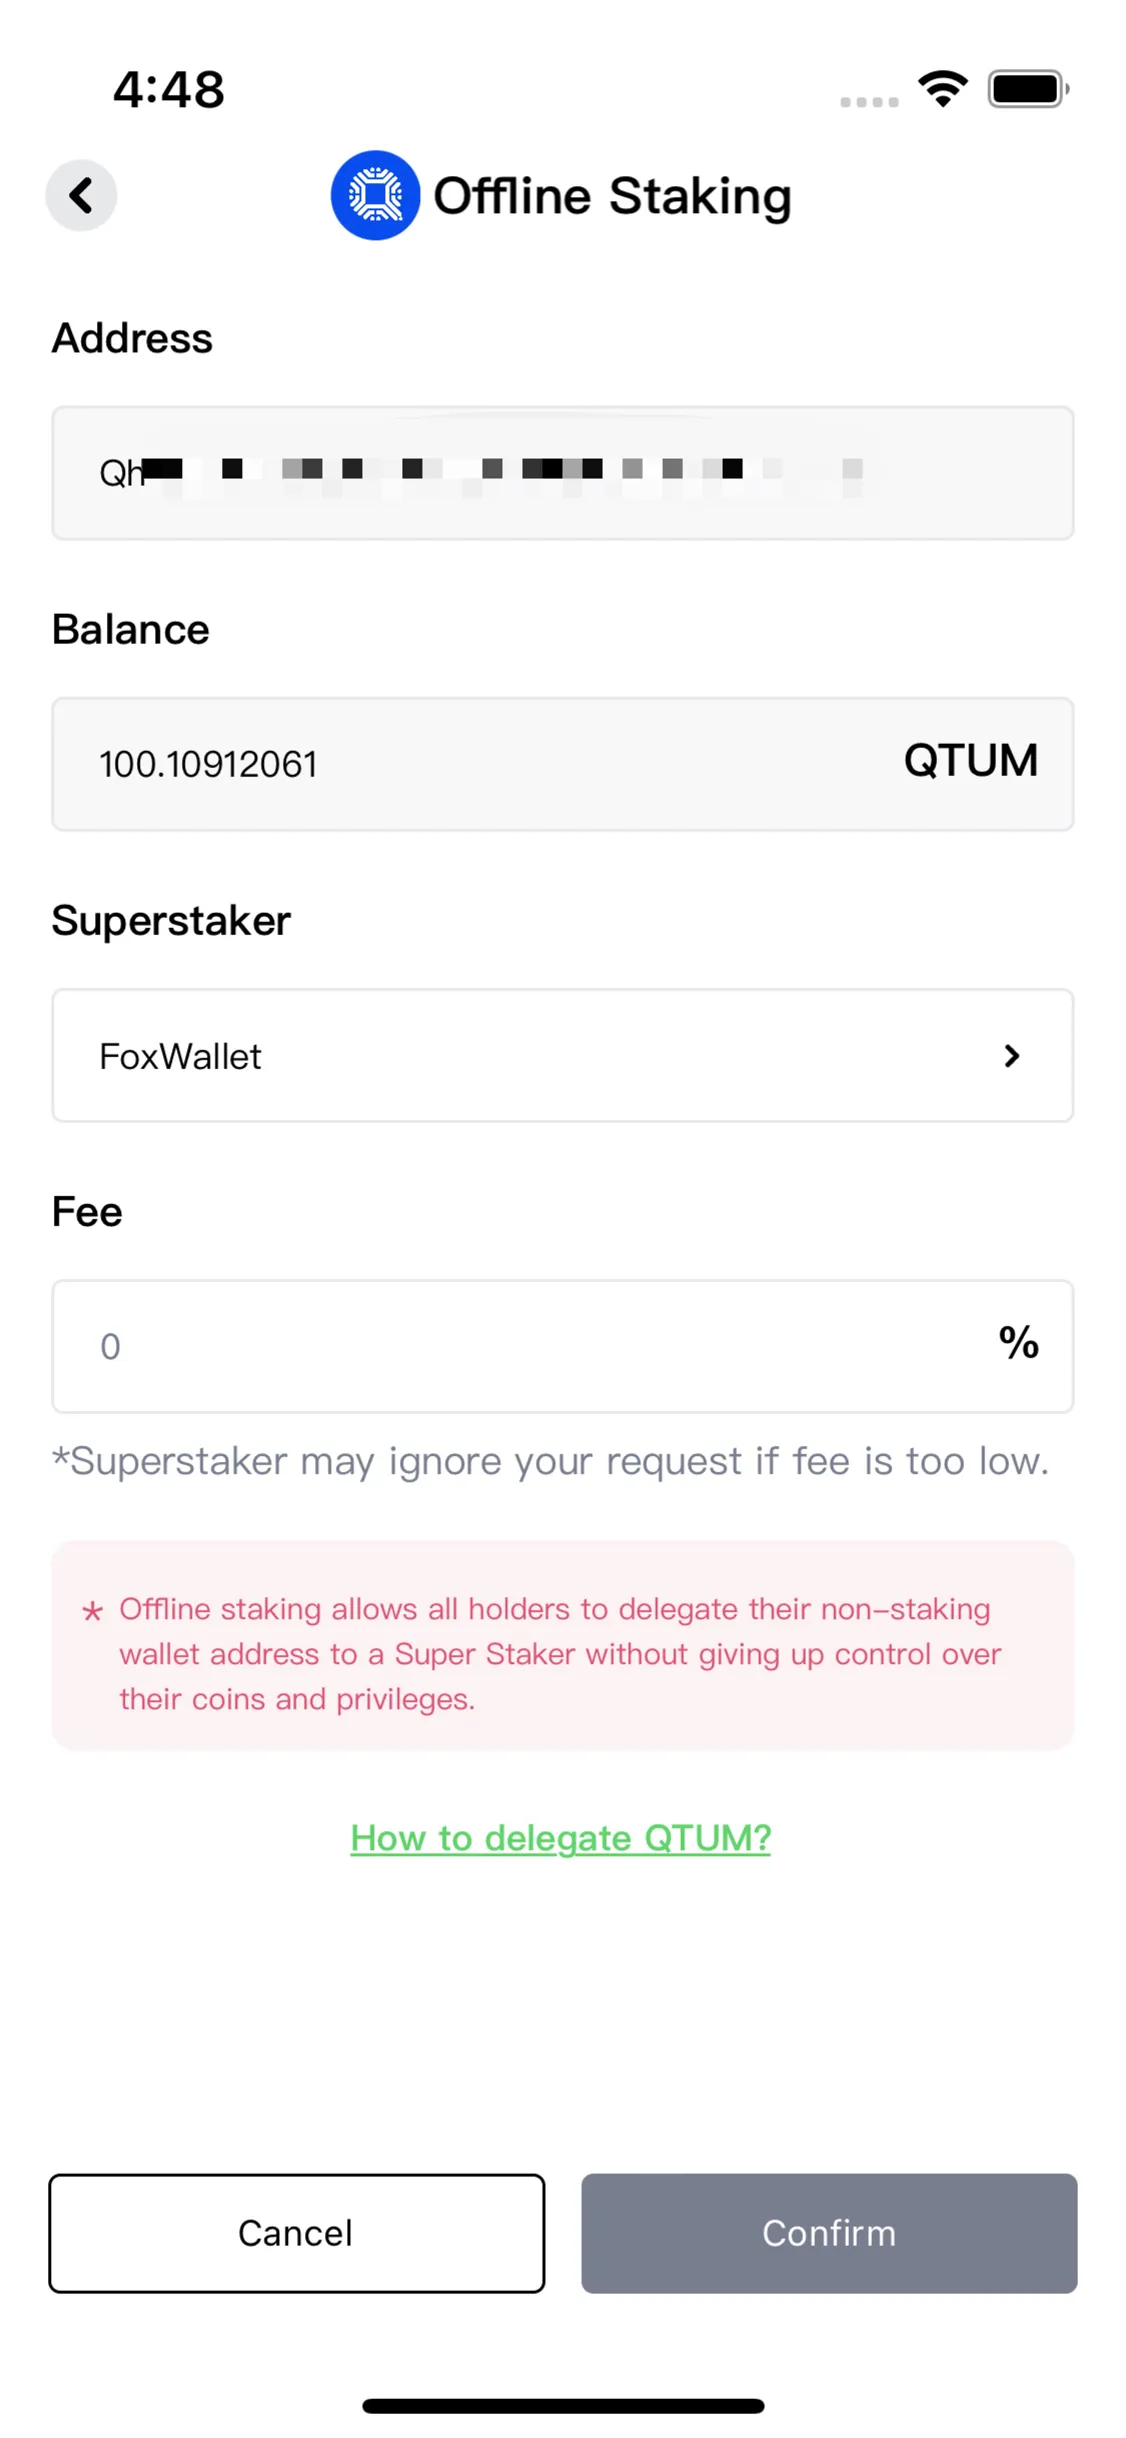 4:48
Offline Staking
Address
Qh
Balance
100.10912061 QTUM
Superstaker
FoxWallet
Fee
0 %
*Superstaker may ignore your request if fee is too low.
* Offline staking allows all holders to delegate their non-staking
wallet address to a Super Staker without giving up control over
their coins and privileges.
How to delegate QTUM?
Cancel Confirm